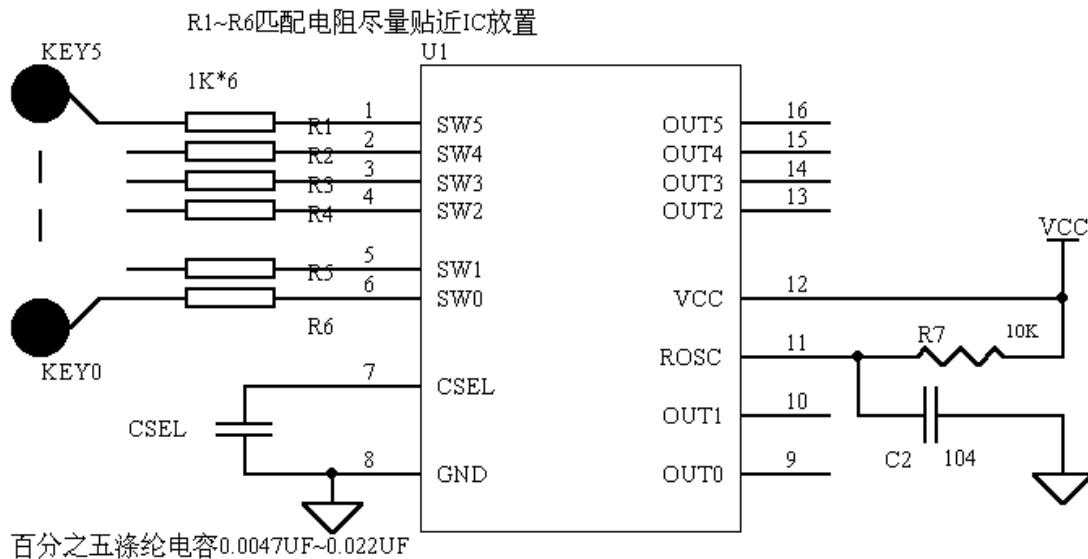 R1~R6匹配电阻尽量贴近IC放置
KEY5
U1
1K*6
1
SW5
OUT5
16
R1
2
SW4
OUT4
15
R2
3
SW3
OUT3
14
R3
4
SW2
OUT2
13
R4
VCC
5
SW1
R5
6
SW0
VCC
12
R6
R7
10K
ROSC
11
KEY0
7
CSEL
OUT1
10
CSEL
8
GND
OUT0
9
C2
104
百分之五涤纶电容0.0047UF~0.022UF